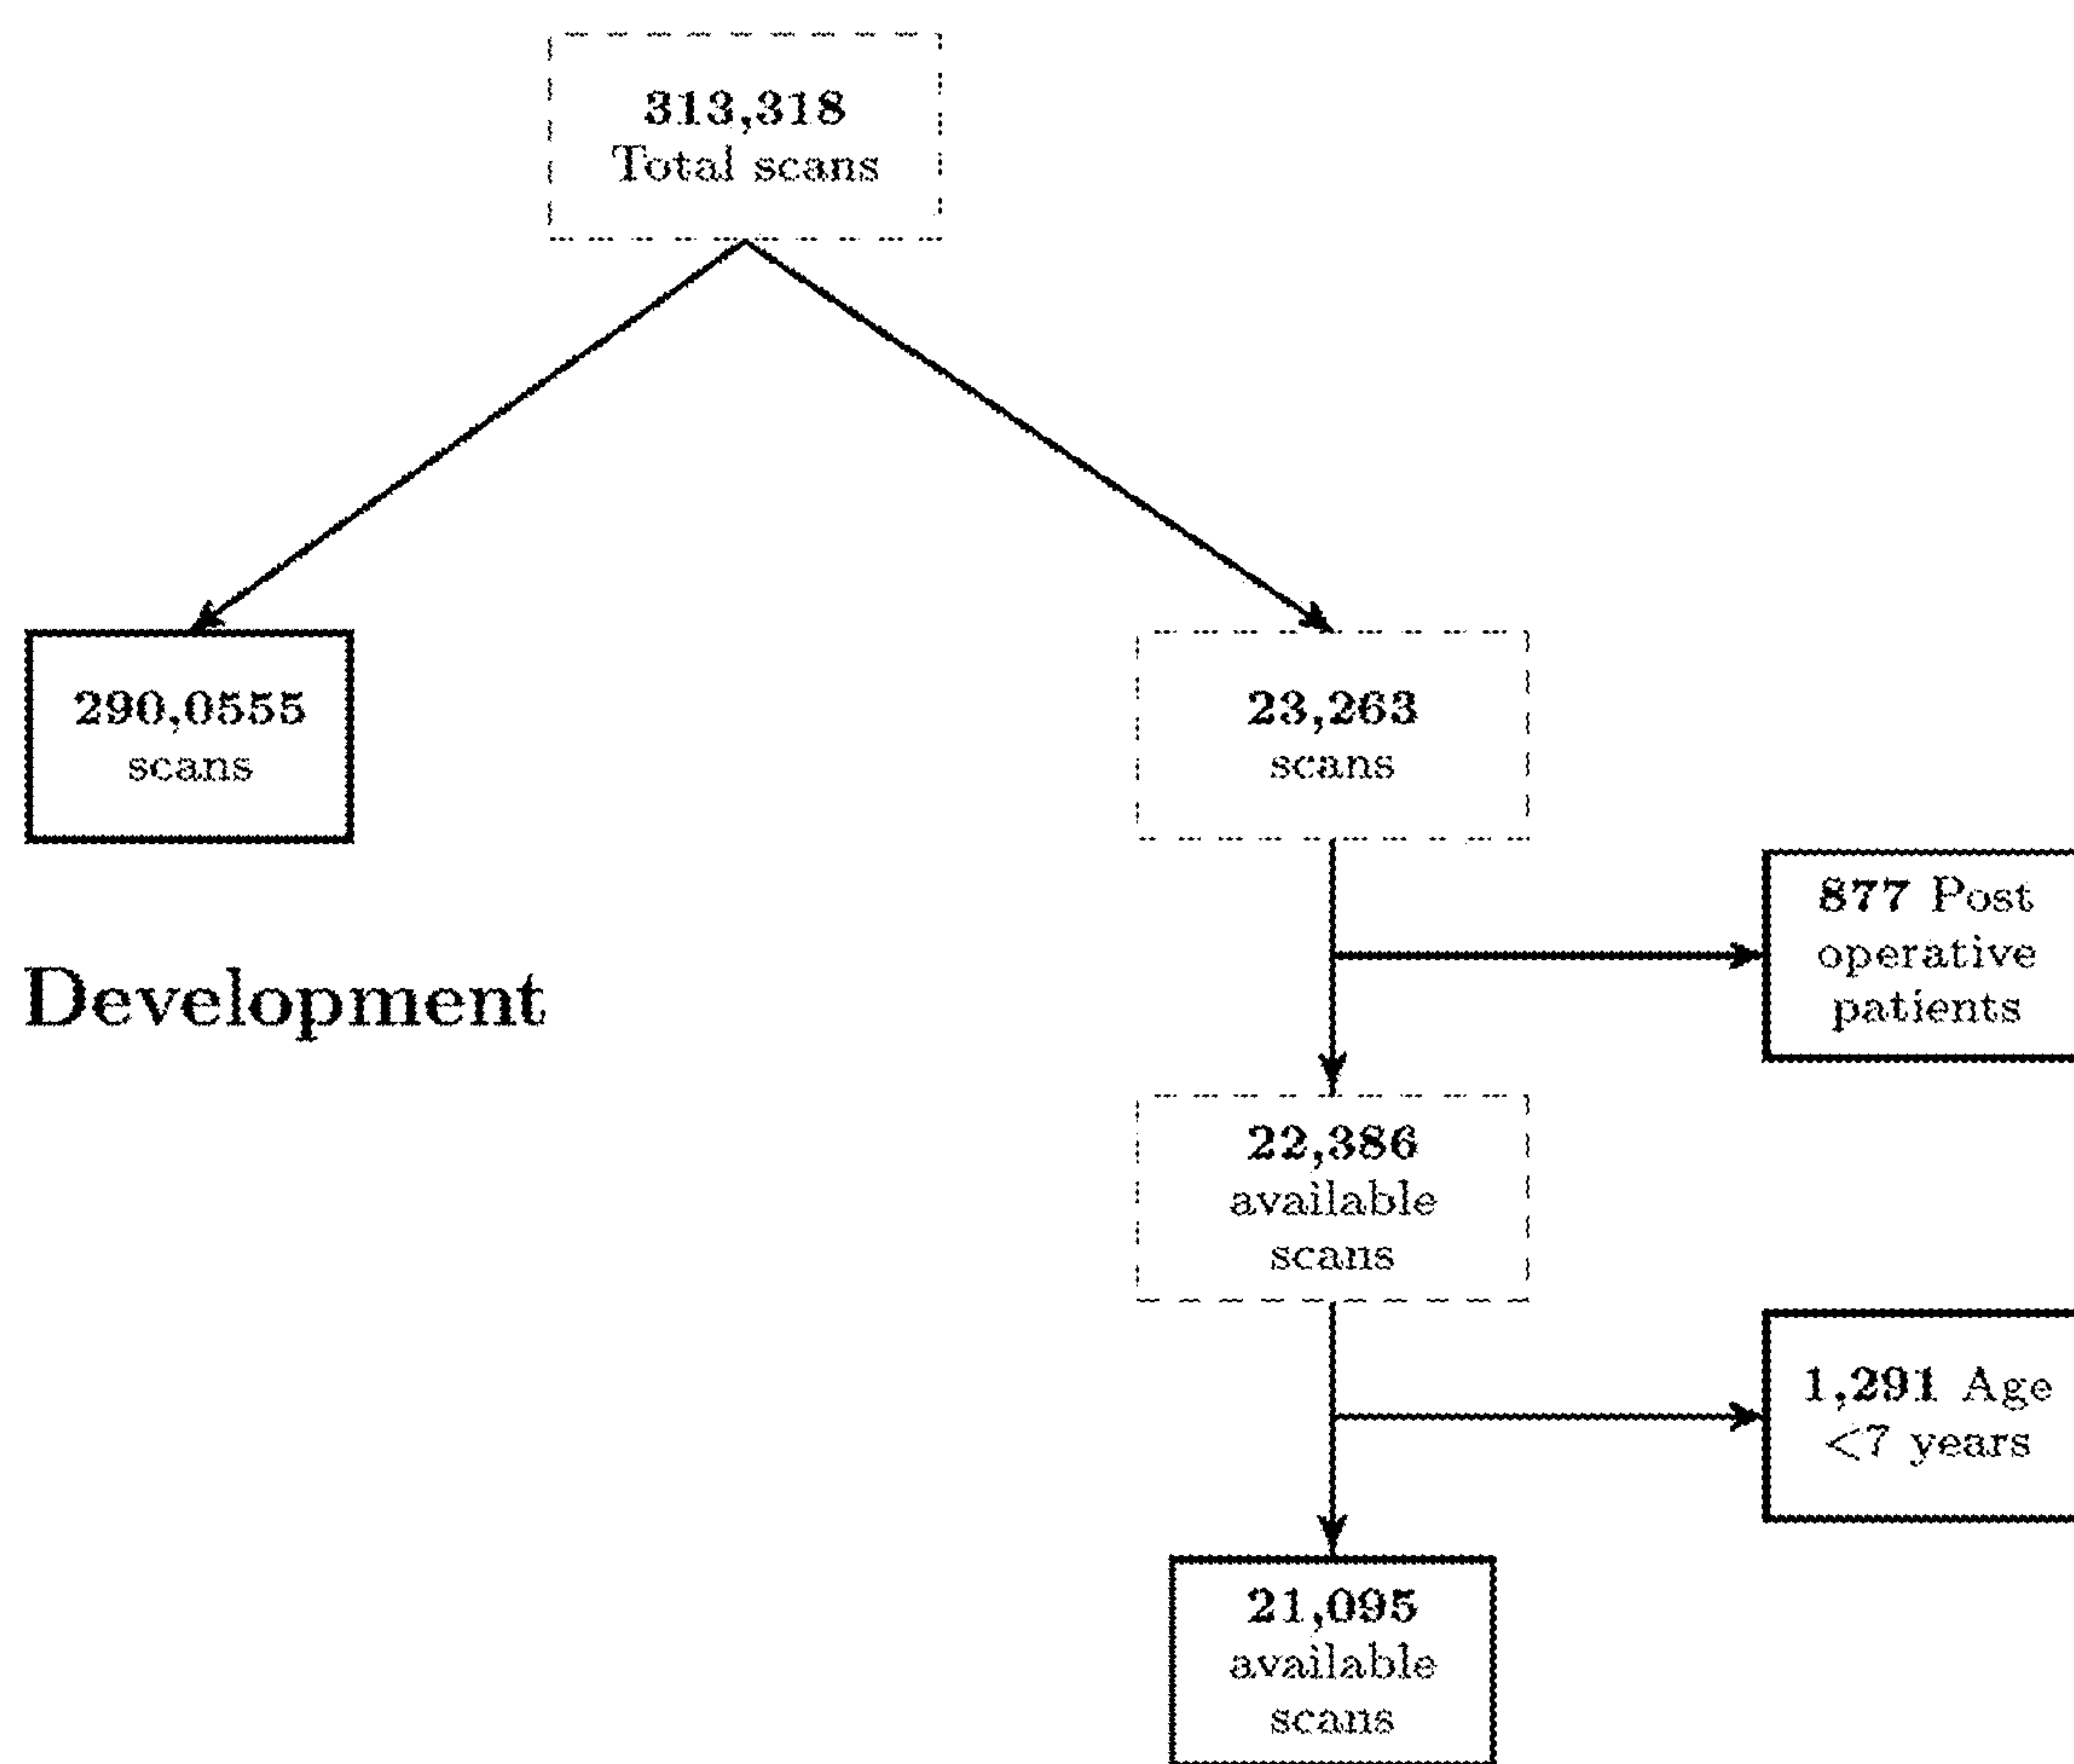 313,318
Total scans
290,0555
scans
23,263
scans
877 Post
operative
patients
Development
22,386
available
scans
1,291 Age
<7 years
21,095
available
scans